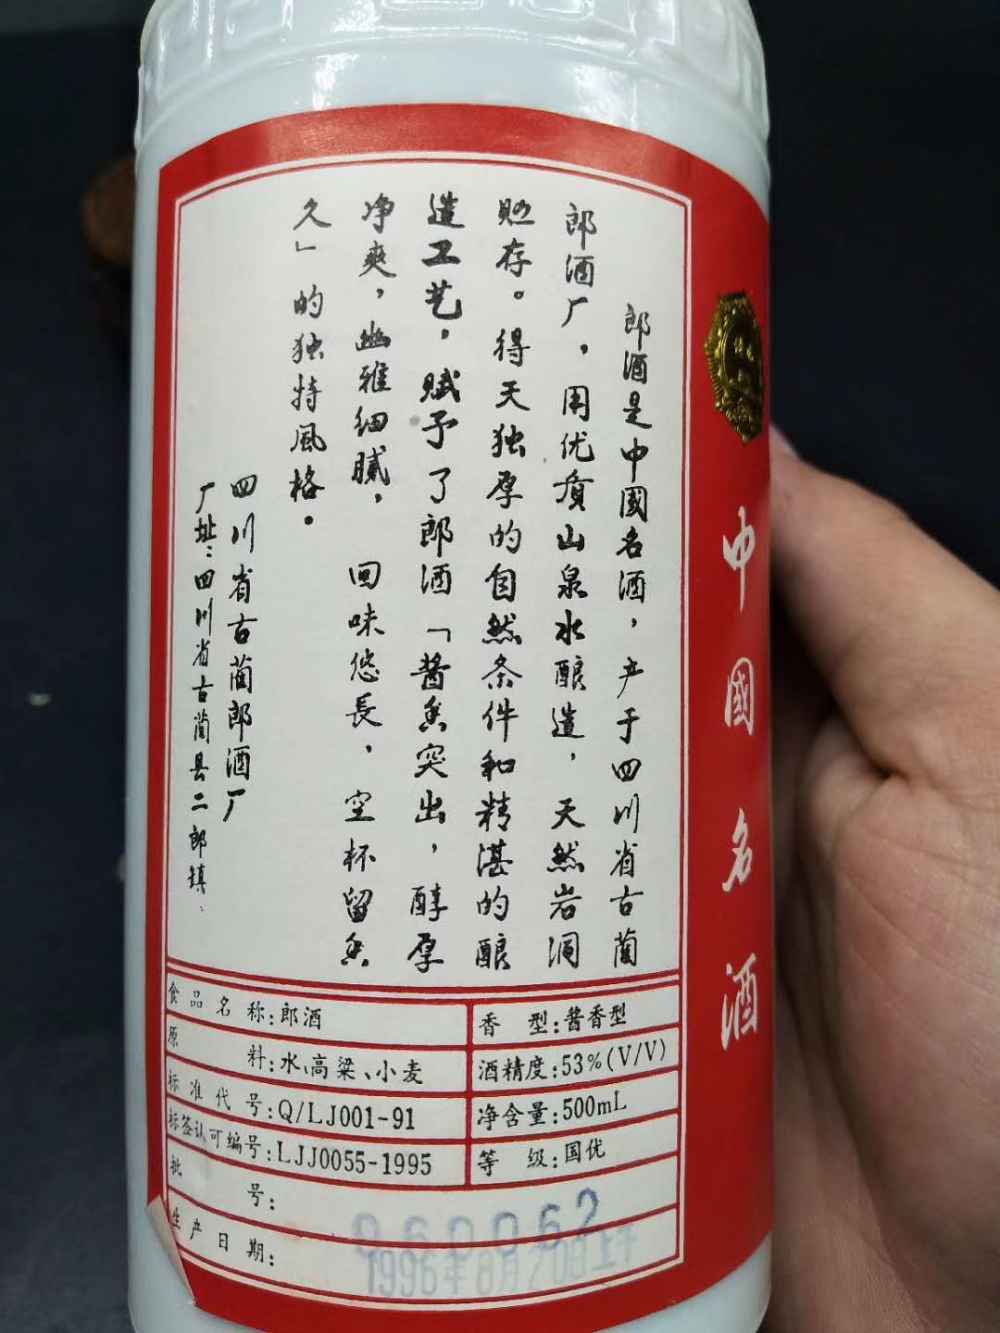 中國名酒
郎酒是中國名酒，产于四川省古蔺
郎酒厂，用优质山泉水酿造，天然岩洞
贮存。得天独厚的自然条件和精湛的酿
造工艺，赋予了郎酒「酱香突出，醇厚
净爽，幽雅细腻，回味悠長，空杯留香
久」的独特風格。
四川省古蔺郎酒厂
厂址：四川省古蔺县二郎镇
食品名称：郎酒
香型：酱香型
原料：水、高粱、小麦
酒精度：53%(V/V)
标准代号：Q/LJ001-91
净含量：500mL
标签认可编号：LJJ0055-1995
等级：国优
批号：
960062
生产日期：
1996年8月20日上午